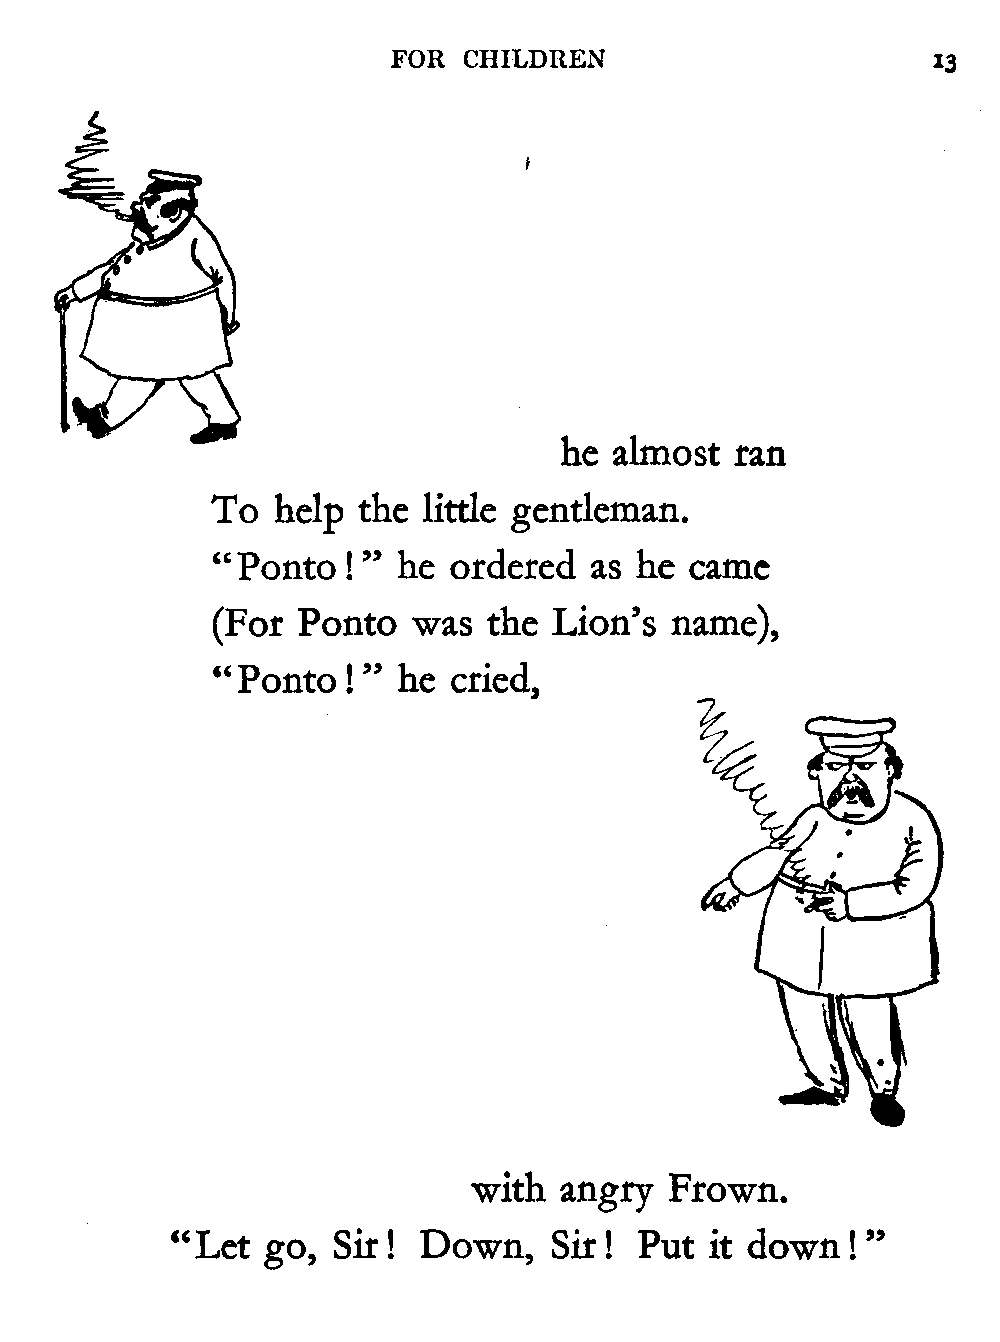 FOR CHILDREN 13
he almost ran
To help the little gentleman.
“Ponto!” he ordered as he came
(For Ponto was the Lion’s name),
“Ponto!” he cried,
with angry Frown.
“Let go, Sir! Down, Sir! Put it down!”